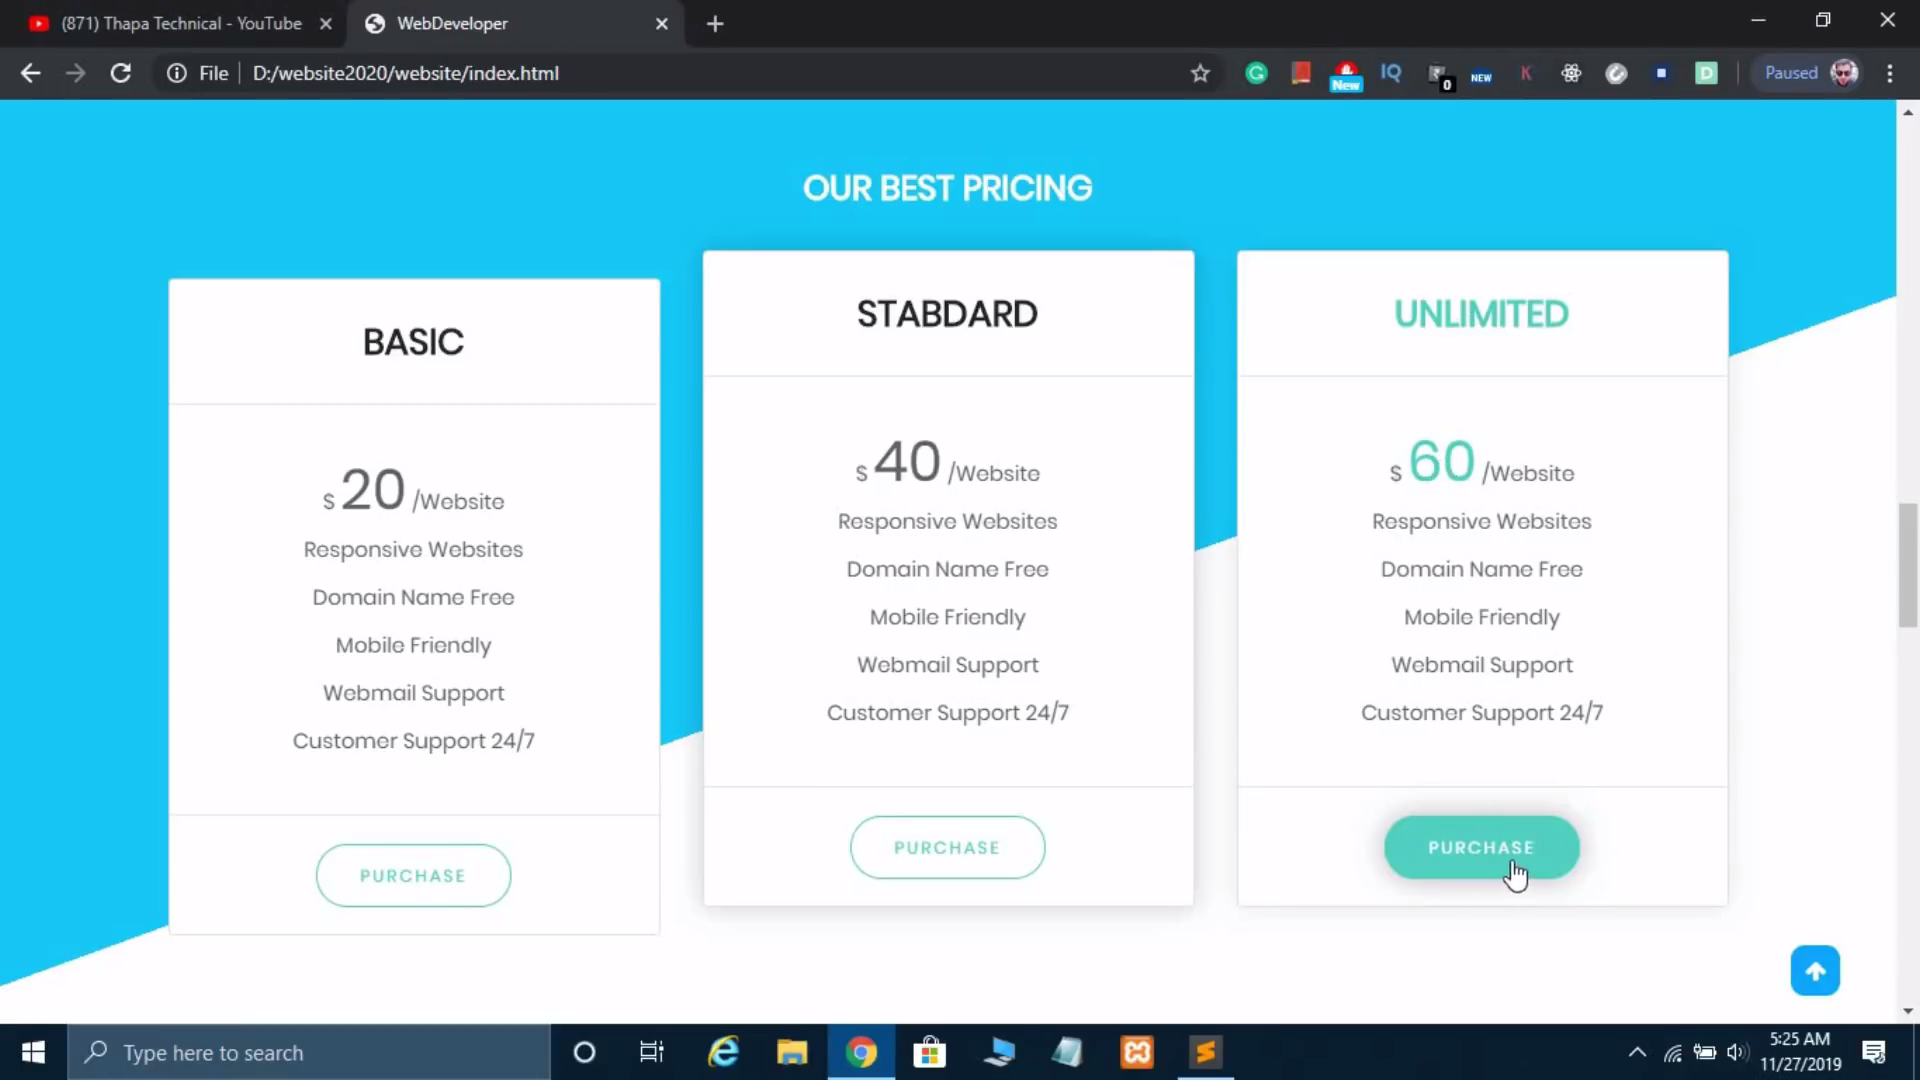 (871) Thapa Technical - YouTube
WebDeveloper
File
D:/website2020/website/index.html
New
IQ
0
NEW
K
D
Paused
OUR BEST PRICING
BASIC
$ 20 /Website
Responsive Websites
Domain Name Free
Mobile Friendly
Webmail Support
Customer Support 24/7
PURCHASE
STABDARD
$ 40 /Website
Responsive Websites
Domain Name Free
Mobile Friendly
Webmail Support
Customer Support 24/7
PURCHASE
UNLIMITED
$ 60 /Website
Responsive Websites
Domain Name Free
Mobile Friendly
Webmail Support
Customer Support 24/7
PURCHASE
Type here to search
5:25 AM
11/27/2019